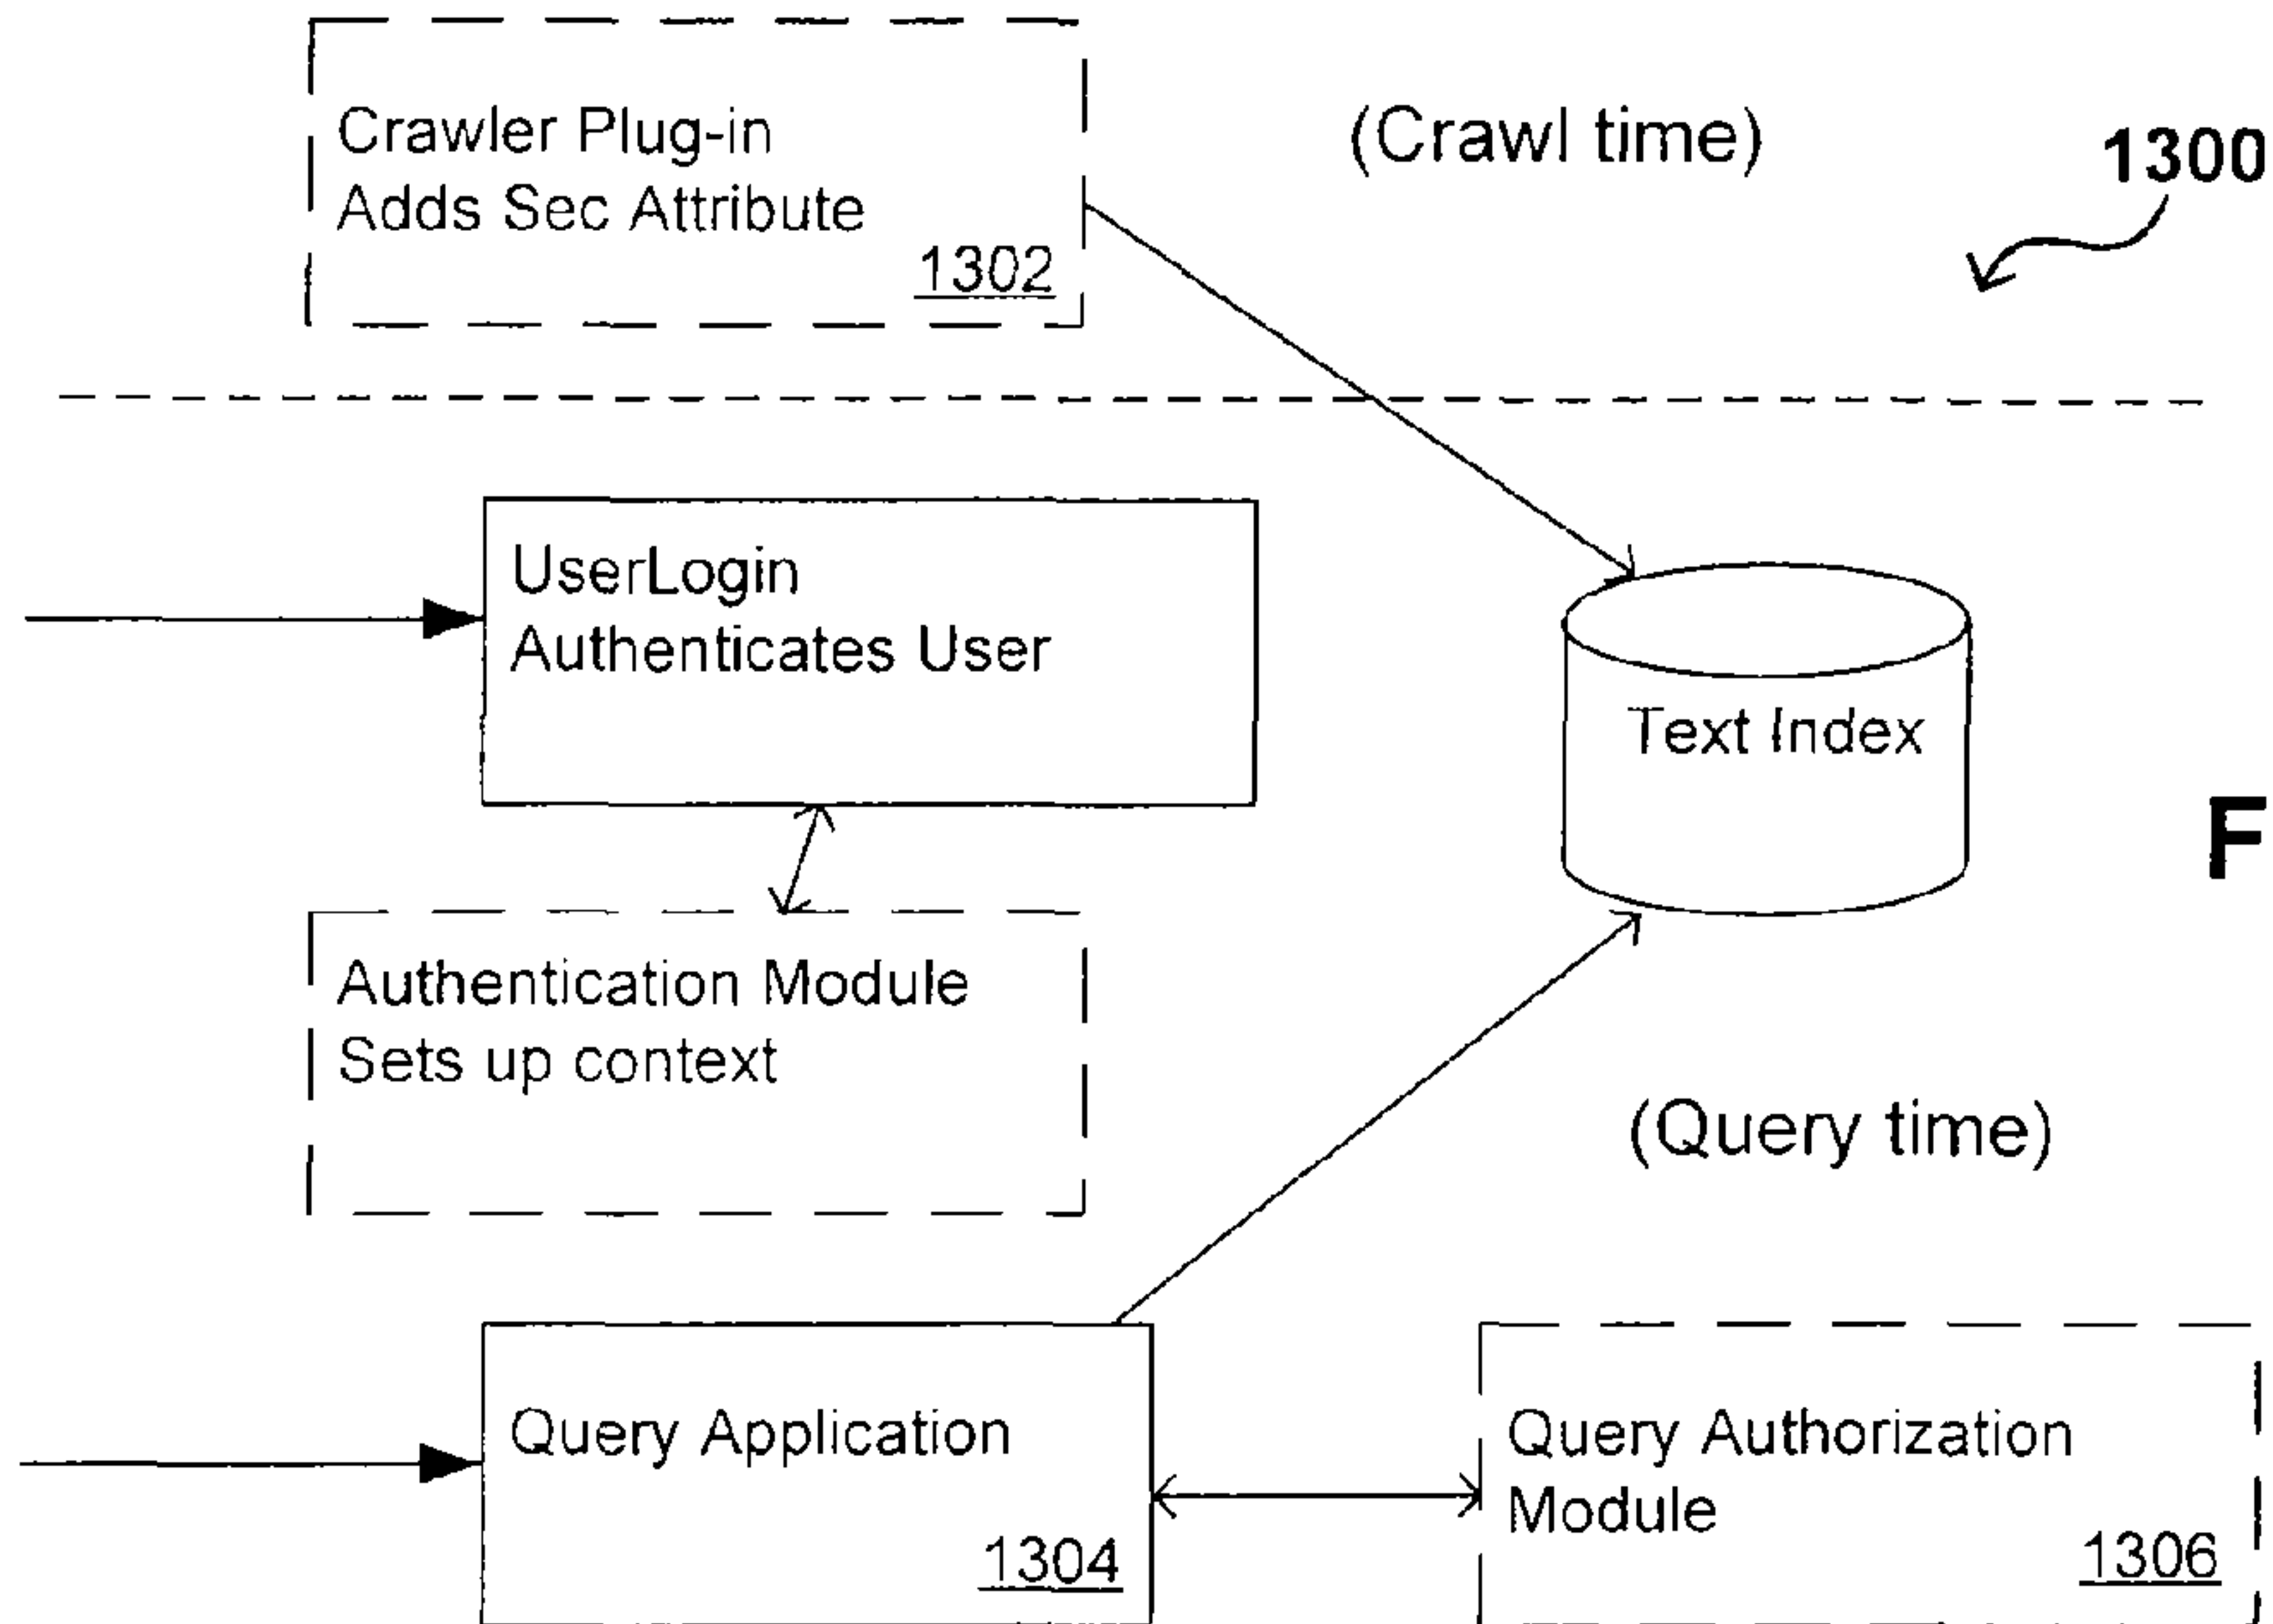 Crawler Plug-in
Adds Sec Attribute
1302
(Crawl time)
1300
UserLogin
Authenticates User
Text Index
F
Authentication Module
Sets up context
(Query time)
Query Application
1304
Query Authorization
Module
1306